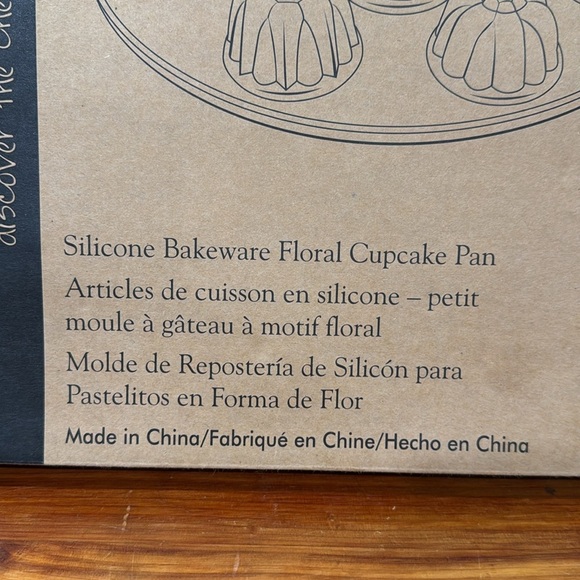 discover the che
Silicone Bakeware Floral Cupcake Pan
Articles de cuisson en silicone – petit
moule à gâteau à motif floral
Molde de Repostería de Silicón para
Pastelitos en Forma de Flor
Made in China/Fabriqué en Chine/Hecho en China